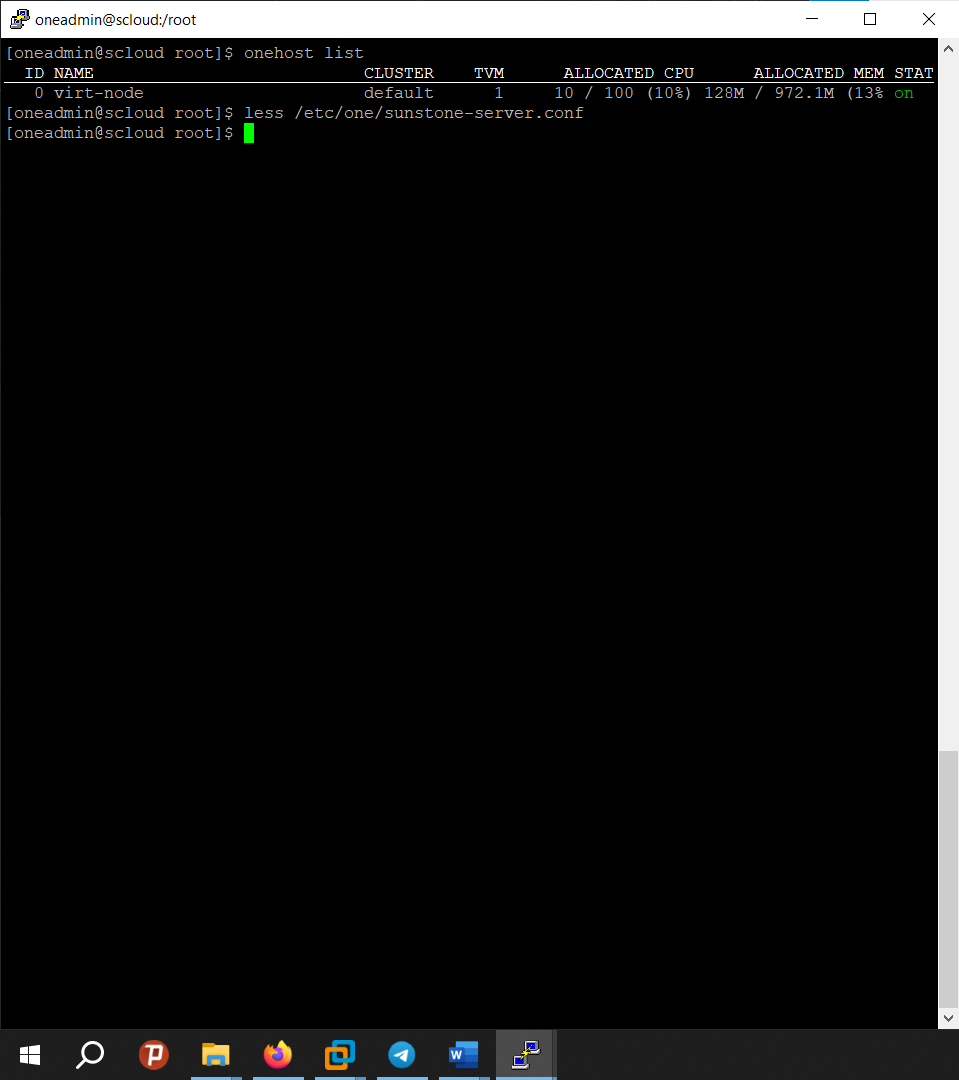 oneadmin@scloud:/root
[oneadmin@scloud root]$ onehost list
ID NAME CLUSTER TVM ALLOCATED CPU ALLOCATED MEM STAT
0 virt-node default 1 10 / 100 (10%) 128M / 972.1M (13% on
[oneadmin@scloud root]$ less /etc/one/sunstone-server.conf
[oneadmin@scloud root]$